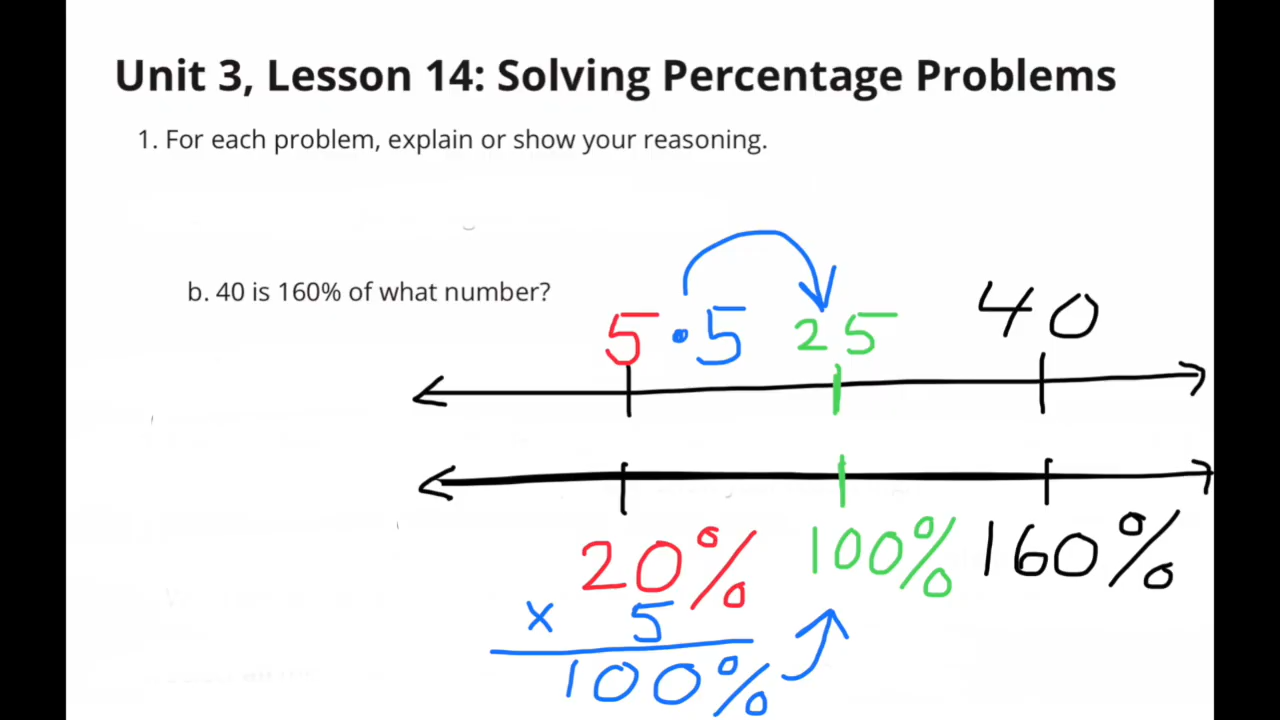 Unit 3, Lesson 14: Solving Percentage Problems
1. For each problem, explain or show your reasoning.
b. 40 is 160% of what number?
5 • 5 25 40
20% 100% 160%
x 5
100%